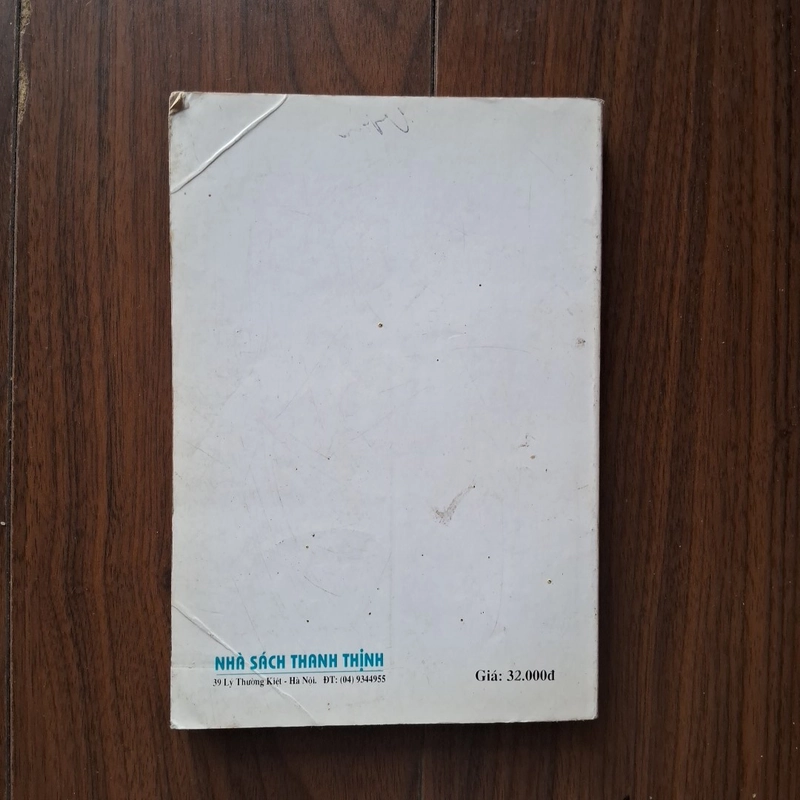 NHÀ SÁCH THANH THỊNH
39 Lý Thường Kiệt - Hà Nội. ĐT: (04) 9344955
Giá: 32.000đ